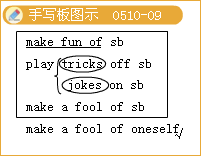 手写板图示 0510-09
make fun of sb
play tricks off sb
jokes on sb
make a fool of sb
make a fool of oneself